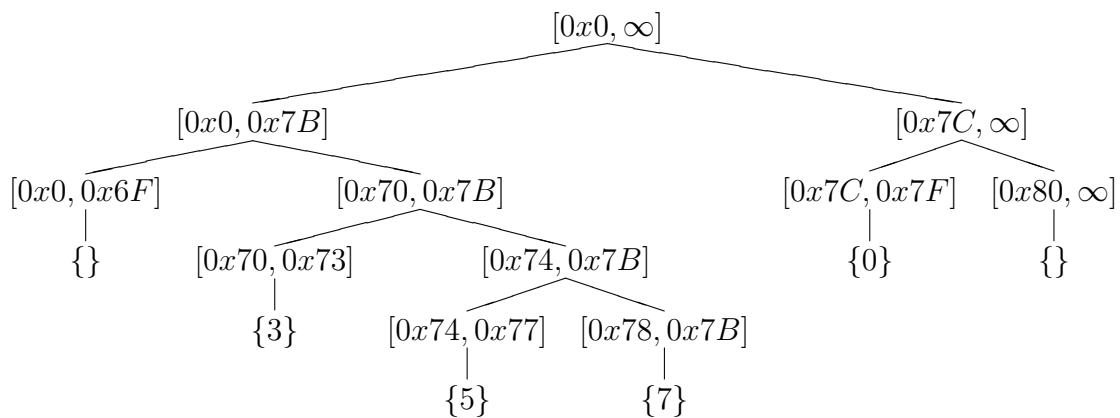 [0x0, ∞]
[0x0, 0x7B] [0x7C, ∞]
[0x0, 0x6F] [0x70, 0x7B] [0x7C, 0x7F] [0x80, ∞]
{} [0x70, 0x73] [0x74, 0x7B] {0} {}
{3} [0x74, 0x77] [0x78, 0x7B]
{5} {7}